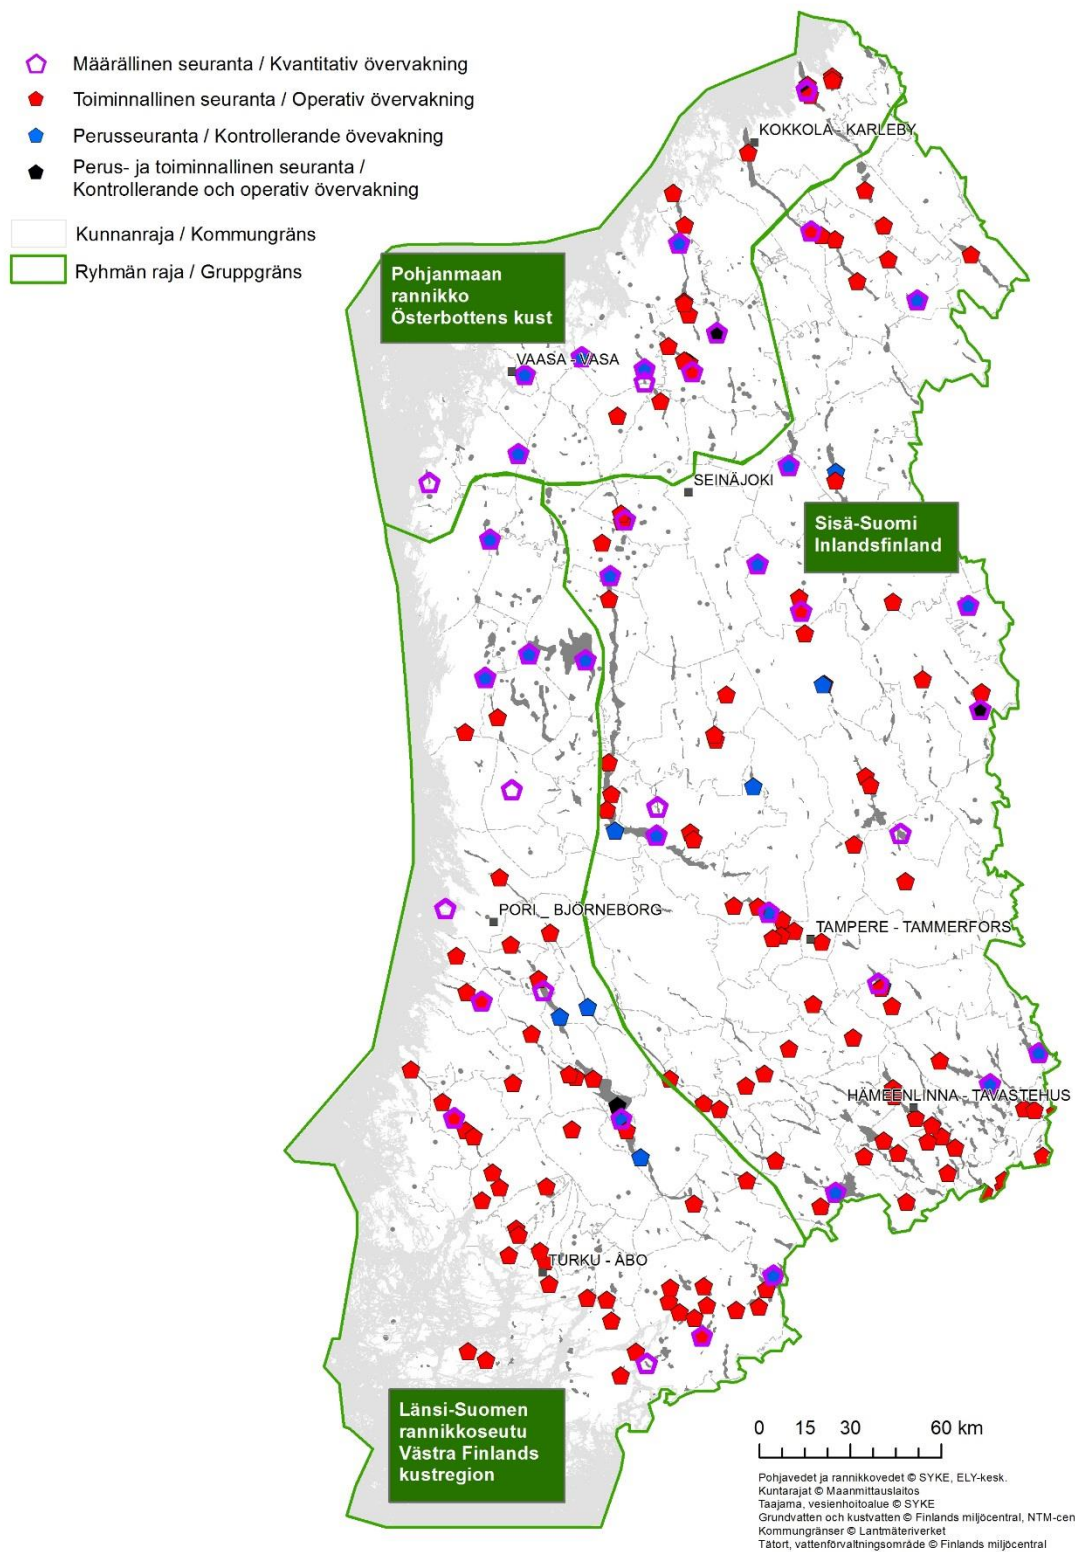 Määrällinen seuranta / Kvantitativ övervakning
Toiminnallinen seuranta / Operativ övervakning
Perusseuranta / Kontrollerande övevakning
Perus- ja toiminnallinen seuranta /
Kontrollerande och operativ övervakning
Kunnanraja / Kommungräns
Ryhmän raja / Gruppgräns
KOKKOLA - KARLEBY
Pohjanmaan
rannikko
Österbottens kust
VAASA - VASA
SEINÄJOKI
Sisä-Suomi
Inlandsfinland
PORI_ BJÖRNEBORG
TAMPERE - TAMMERFORS
HÄMEENLINNA - TAVASTEHUS
TURKU - ÅBO
Länsi-Suomen
rannikkoseutu
Västra Finlands
kustregion
0 15 30 60 km
Pohjavedet ja rannikkovedet © SYKE, ELY-kesk.
Kuntarajat © Maanmittauslaitos
Taajama, vesienhoitoalue © SYKE
Grundvatten och kustvatten © Finlands miljöcentral, NTM-cen
Kommungränser © Lantmäteriverket
Tätort, vattenförvaltningsområde © Finlands miljöcentral